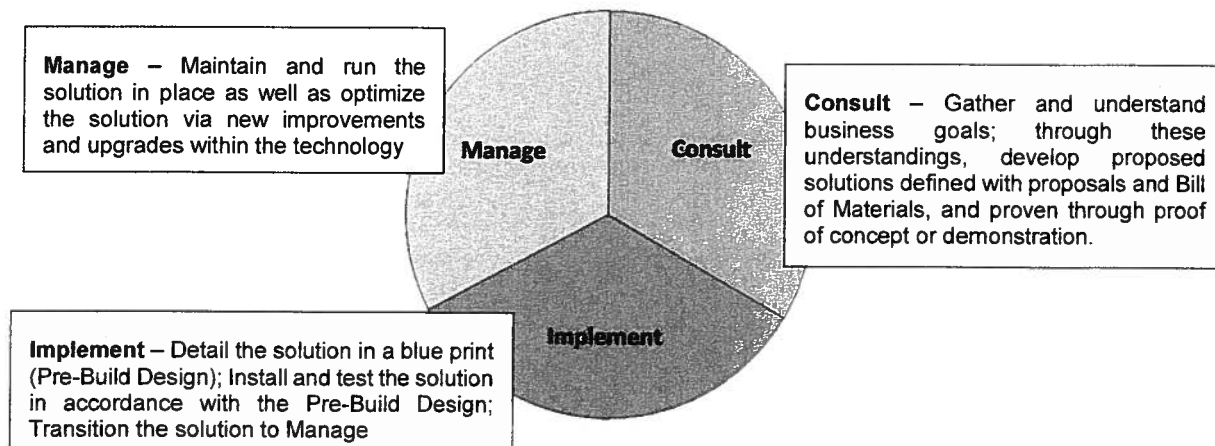 Manage – Maintain and run the
solution in place as well as optimize
the solution via new improvements
and upgrades within the technology
Manage
Consult
Consult – Gather and understand
business goals; through these
understandings, develop proposed
solutions defined with proposals and Bill
of Materials, and proven through proof
of concept or demonstration.
Implement
Implement – Detail the solution in a blue print
(Pre-Build Design); Install and test the solution
in accordance with the Pre-Build Design;
Transition the solution to Manage